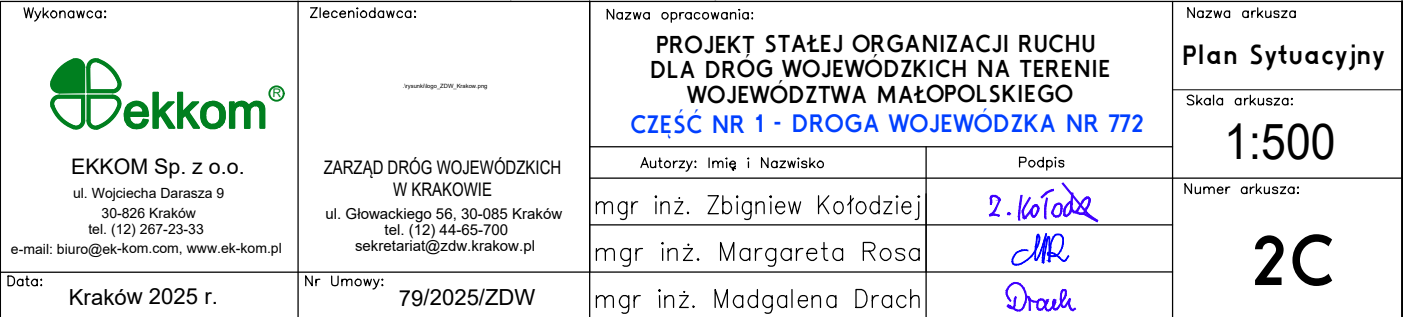 Wykonawca:
ekkom®
EKKOM Sp. z o.o.
ul. Wojciecha Darasza 9
30-826 Kraków
tel. (12) 267-23-33
e-mail: biuro@ek-kom.com, www.ek-kom.pl
Data:
Kraków 2025 r.
Zleceniodawca:
.\rysunki\logo_ZDW_Krakow.png
ZARZĄD DRÓG WOJEWÓDZKICH
W KRAKOWIE
ul. Głowackiego 56, 30-085 Kraków
tel. (12) 44-65-700
sekretariat@zdw.krakow.pl
Nr Umowy:
79/2025/ZDW
Nazwa opracowania:
PROJEKT STAŁEJ ORGANIZACJI RUCHU
DLA DRÓG WOJEWÓDZKICH NA TERENIE
WOJEWÓDZTWA MAŁOPOLSKIEGO
CZĘŚĆ NR 1 - DROGA WOJEWÓDZKA NR 772
Autorzy: Imię i Nazwisko
Podpis
mgr inż. Zbigniew Kołodziej
Z. Kołodz
mgr inż. Margareta Rosa
MR
mgr inż. Madgalena Drach
Drach
Nazwa arkusza
Plan Sytuacyjny
Skala arkusza:
1:500
Numer arkusza:
2C